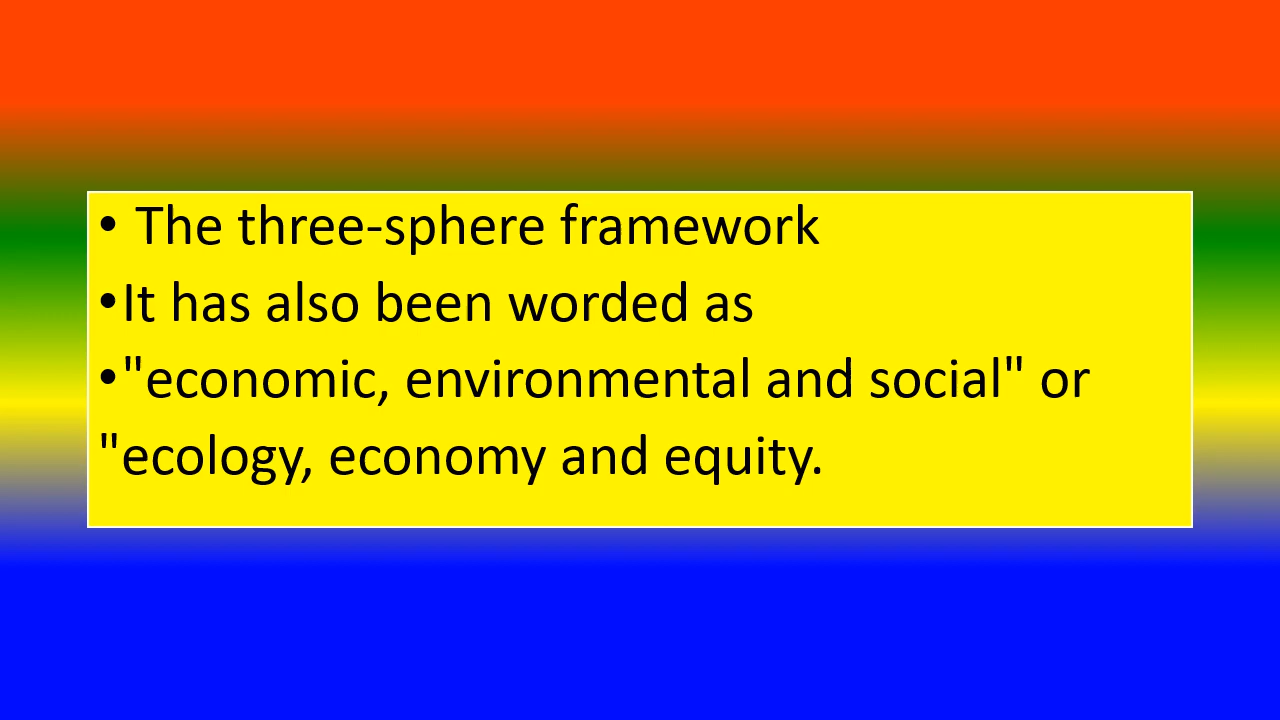 • The three-sphere framework
•It has also been worded as
•"economic, environmental and social" or
"ecology, economy and equity.